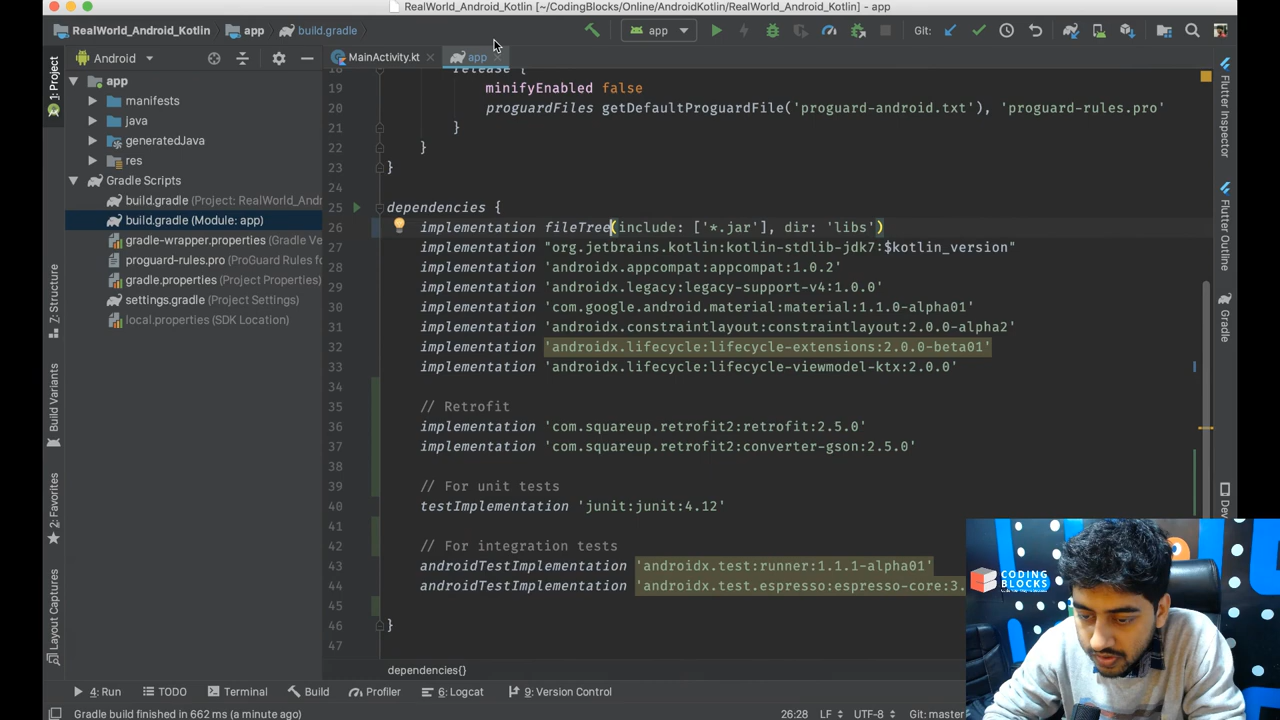 RealWorld_Android_Kotlin [~/CodingBlocks/Online/AndroidKotlin/RealWorld_Android_Kotlin] - app
RealWorld_Android_Kotlin
app
build.gradle
app
Git:
Android
MainActivity.kt
app
1: Project
7: Structure
Build Variants
2: Favorites
Layout Captures
app
manifests
java
generatedJava
res
Gradle Scripts
build.gradle (Project: RealWorld_And
build.gradle (Module: app)
gradle-wrapper.properties (Gradle Ve
proguard-rules.pro (ProGuard Rules fo
gradle.properties (Project Properties)
settings.gradle (Project Settings)
local.properties (SDK Location)
18 release {
19 minifyEnabled false
20 proguardFiles getDefaultProguardFile('proguard-android.txt'), 'proguard-rules.pro'
21 }
22 }
23 }
24
25 dependencies {
26 implementation fileTree(include: ['*.jar'], dir: 'libs')
27 implementation "org.jetbrains.kotlin:kotlin-stdlib-jdk7:$kotlin_version"
28 implementation 'androidx.appcompat:appcompat:1.0.2'
29 implementation 'androidx.legacy:legacy-support-v4:1.0.0'
30 implementation 'com.google.android.material:material:1.1.0-alpha01'
31 implementation 'androidx.constraintlayout:constraintlayout:2.0.0-alpha2'
32 implementation 'androidx.lifecycle:lifecycle-extensions:2.0.0-beta01'
33 implementation 'androidx.lifecycle:lifecycle-viewmodel-ktx:2.0.0'
34
35 // Retrofit
36 implementation 'com.squareup.retrofit2:retrofit:2.5.0'
37 implementation 'com.squareup.retrofit2:converter-gson:2.5.0'
38
39 // For unit tests
40 testImplementation 'junit:junit:4.12'
41
42 // For integration tests
43 androidTestImplementation 'androidx.test:runner:1.1.1-alpha01'
44 androidTestImplementation 'androidx.test.espresso:espresso-core:3.
45
46 }
47
dependencies{}
Flutter Inspector
Flutter Outline
Gradle
CODING
BLOCKS
4: Run
TODO
Terminal
Build
Profiler
6: Logcat
9: Version Control
Gradle build finished in 662 ms (a minute ago)
26:28
LF
UTF-8
Git: master